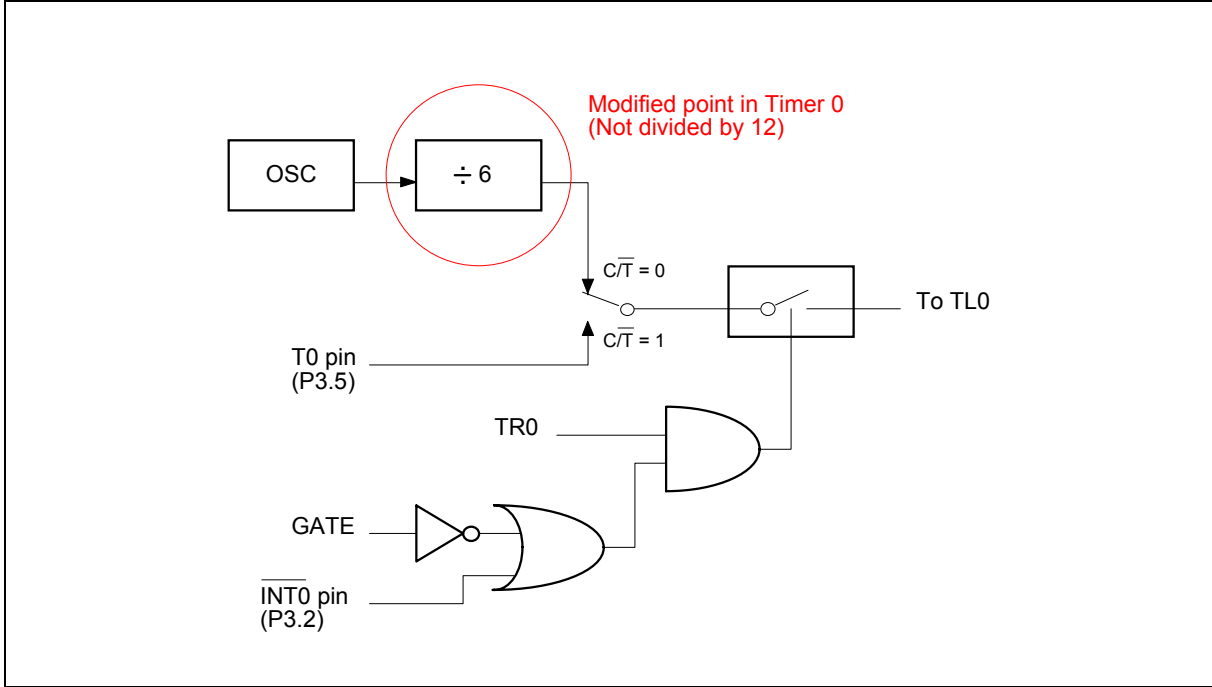 Modified point in Timer 0
(Not divided by 12)
OSC
÷ 6
C/T̅ = 0
To TL0
C/T̅ = 1
T0 pin
(P3.5)
TR0
GATE
I̅N̅T̅0̅ pin
(P3.2)